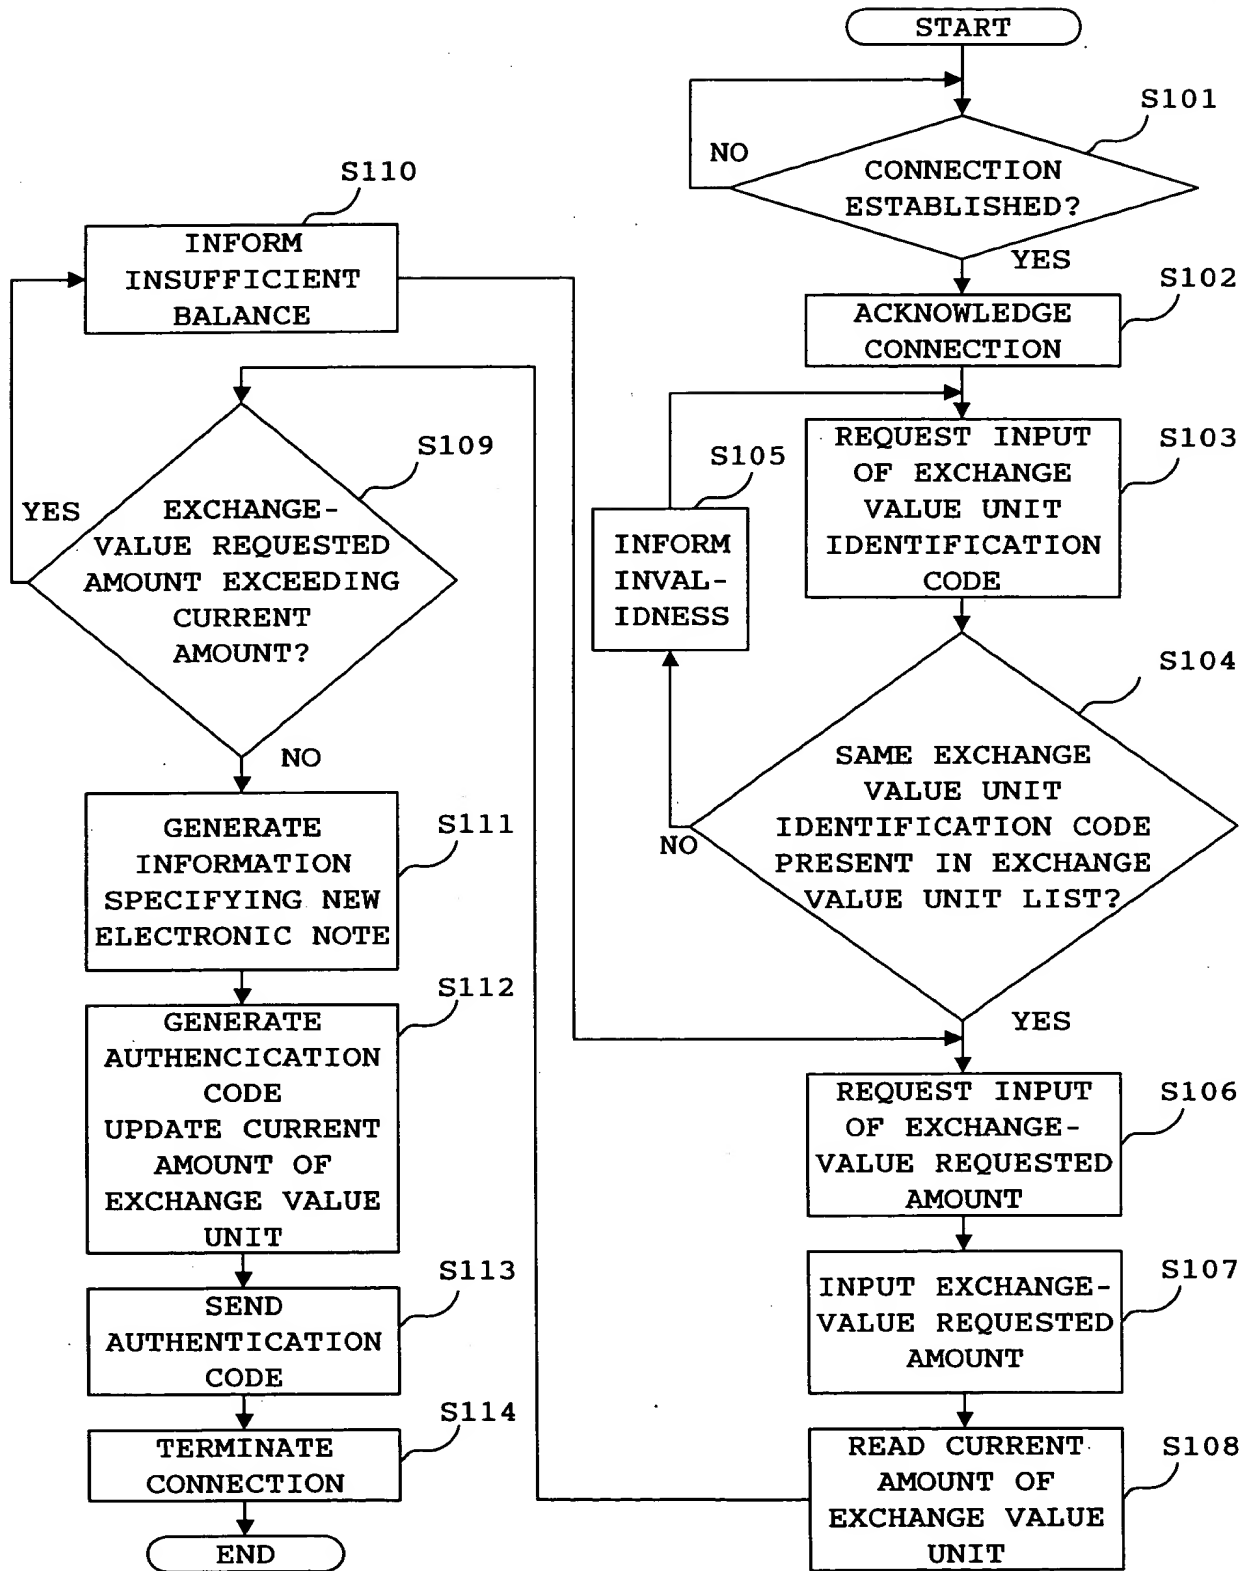 START
S101
NO
CONNECTION
ESTABLISHED?
YES
S102
ACKNOWLEDGE
CONNECTION
S103
REQUEST INPUT
OF EXCHANGE
VALUE UNIT
IDENTIFICATION
CODE
S105
INFORM
INVAL-
IDNESS
S104
SAME EXCHANGE
VALUE UNIT
IDENTIFICATION CODE
PRESENT IN EXCHANGE
VALUE UNIT LIST?
NO
YES
S106
REQUEST INPUT
OF EXCHANGE-
VALUE REQUESTED
AMOUNT
S107
INPUT EXCHANGE-
VALUE REQUESTED
AMOUNT
S108
READ CURRENT
AMOUNT OF
EXCHANGE VALUE
UNIT
S110
INFORM
INSUFFICIENT
BALANCE
S109
YES
EXCHANGE-
VALUE REQUESTED
AMOUNT EXCEEDING
CURRENT
AMOUNT?
NO
S111
GENERATE
INFORMATION
SPECIFYING NEW
ELECTRONIC NOTE
S112
GENERATE
AUTHENCICATION
CODE
UPDATE CURRENT
AMOUNT OF
EXCHANGE VALUE
UNIT
S113
SEND
AUTHENTICATION
CODE
S114
TERMINATE
CONNECTION
END